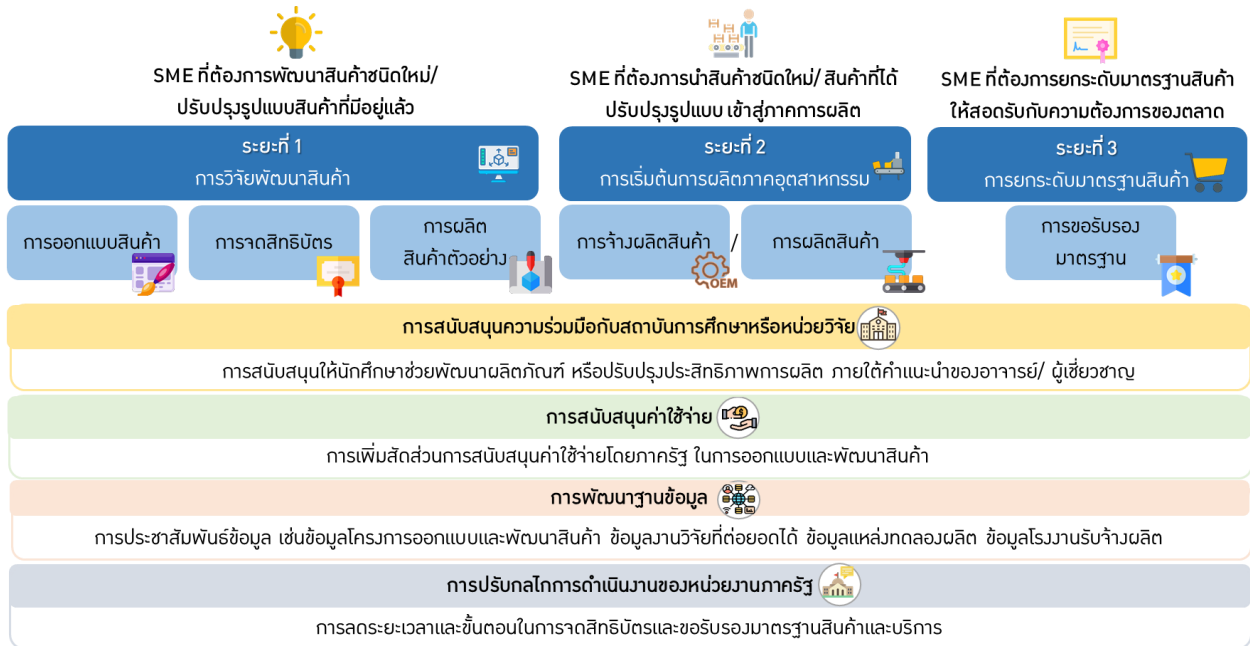 SME ที่ต้องการพัฒนาสินค้าชนิดใหม่/
ปรับปรุงรูปแบบสินค้าที่มีอยู่แล้ว
SME ที่ต้องการนำสินค้าชนิดใหม่/ สินค้าที่ได้
ปรับปรุงรูปแบบ เข้าสู่ภาคการผลิต
SME ที่ต้องการยกระดับมาตรฐานสินค้า
ให้สอดรับกับความต้องการของตลาด
ระยะที่ 1
การวิจัยพัฒนาสินค้า
ระยะที่ 2
การเริ่มต้นการผลิตภาคอุตสาหกรรม
ระยะที่ 3
การยกระดับมาตรฐานสินค้า
การออกแบบสินค้า
การจดสิทธิบัตร
การผลิต
สินค้าตัวอย่าง
การจ้างผลิตสินค้า
OEM
/
การผลิตสินค้า
การขอรับรอง
มาตรฐาน
การสนับสนุนความร่วมมือกับสถาบันการศึกษาหรือหน่วยวิจัย
การสนับสนุนให้นักศึกษาช่วยพัฒนาผลิตภัณฑ์ หรือปรับปรุงประสิทธิภาพการผลิต ภายใต้คำแนะนำของอาจารย์/ ผู้เชี่ยวชาญ
การสนับสนุนค่าใช้จ่าย
การเพิ่มสัดส่วนการสนับสนุนค่าใช้จ่ายโดยภาครัฐ ในการออกแบบและพัฒนาสินค้า
การพัฒนาฐานข้อมูล
การประชาสัมพันธ์ข้อมูล เช่นข้อมูลโครงการออกแบบและพัฒนาสินค้า ข้อมูลงานวิจัยที่ต่อยอดได้ ข้อมูลแหล่งทดลองผลิต ข้อมูลโรงงานรับจ้างผลิต
การปรับกลไกการดำเนินงานของหน่วยงานภาครัฐ
การลดระยะเวลาและขั้นตอนในการจดสิทธิบัตรและขอรับรองมาตรฐานสินค้าและบริการ